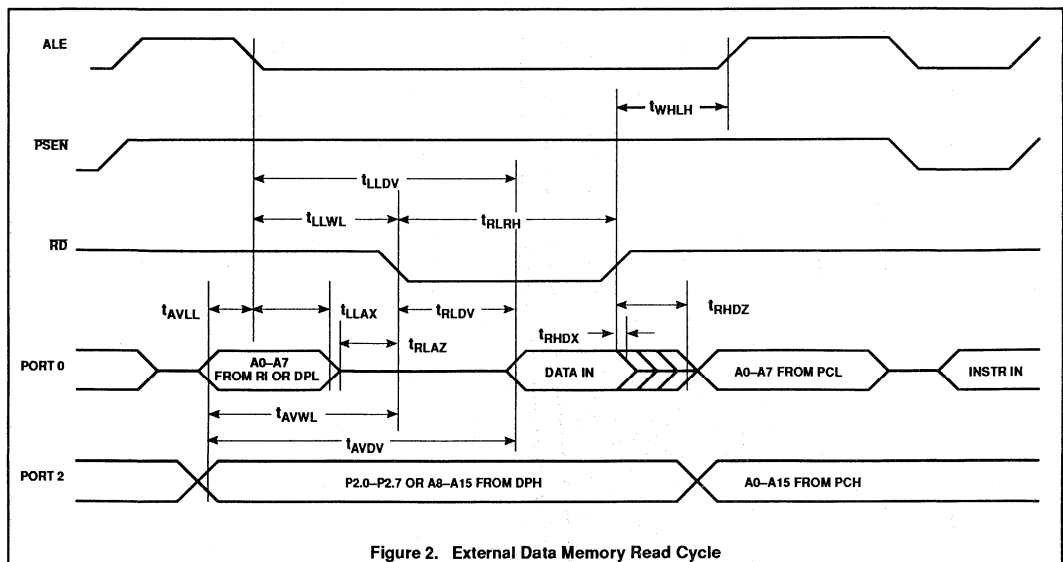 ALE
tWHLH
PSEN
tLLDV
tLLWL
tRLRH
RD
tAVLL
tLLAX
tRLDV
tRHDZ
tRLAZ
tRHDX
PORT 0
A0–A7
FROM RI OR DPL
DATA IN
A0–A7 FROM PCL
INSTR IN
tAVWL
tAVDV
PORT 2
P2.0–P2.7 OR A8–A15 FROM DPH
A0–A15 FROM PCH
Figure 2. External Data Memory Read Cycle